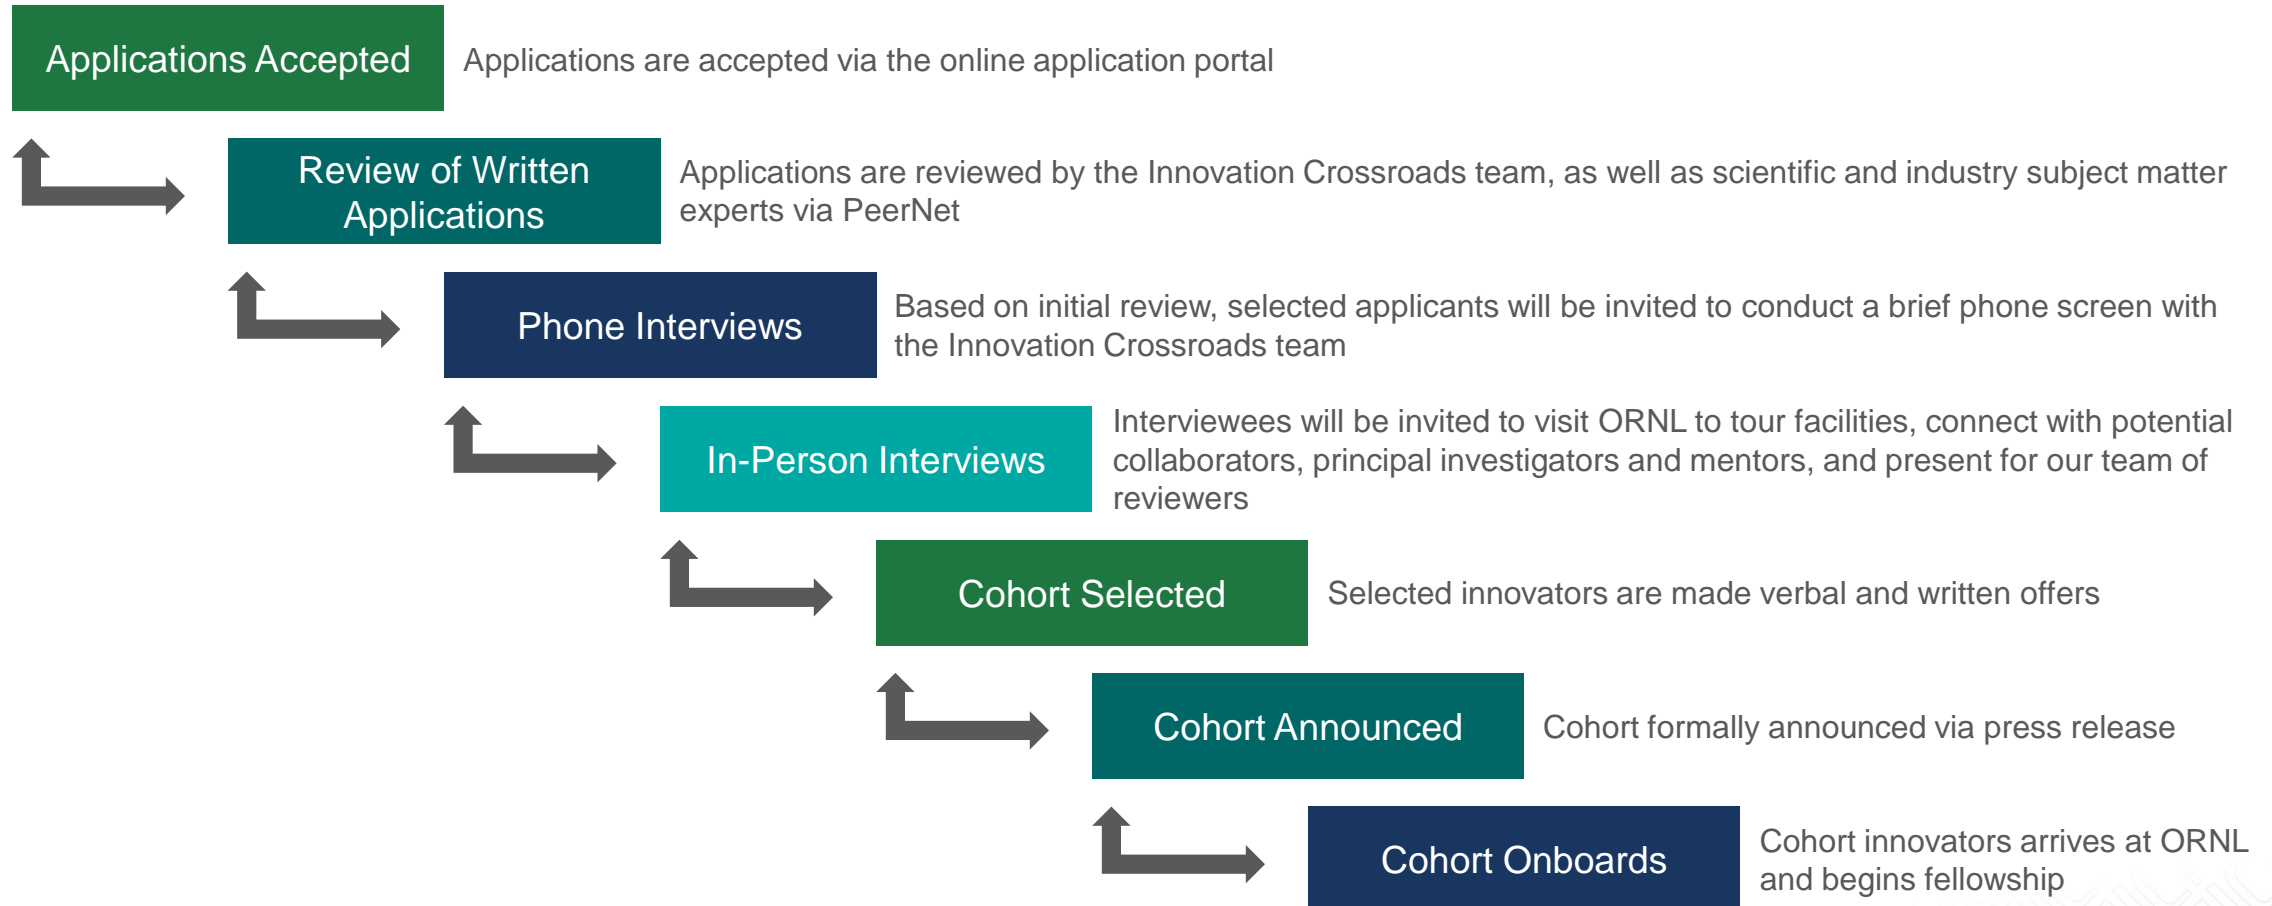 Applications Accepted
Applications are accepted via the online application portal
Review of Written
Applications
Applications are reviewed by the Innovation Crossroads team, as well as scientific and industry subject matter
experts via PeerNet
Phone Interviews
Based on initial review, selected applicants will be invited to conduct a brief phone screen with
the Innovation Crossroads team
In-Person Interviews
Interviewees will be invited to visit ORNL to tour facilities, connect with potential
collaborators, principal investigators and mentors, and present for our team of
reviewers
Cohort Selected
Selected innovators are made verbal and written offers
Cohort Announced
Cohort formally announced via press release
Cohort Onboards
Cohort innovators arrives at ORNL
and begins fellowship